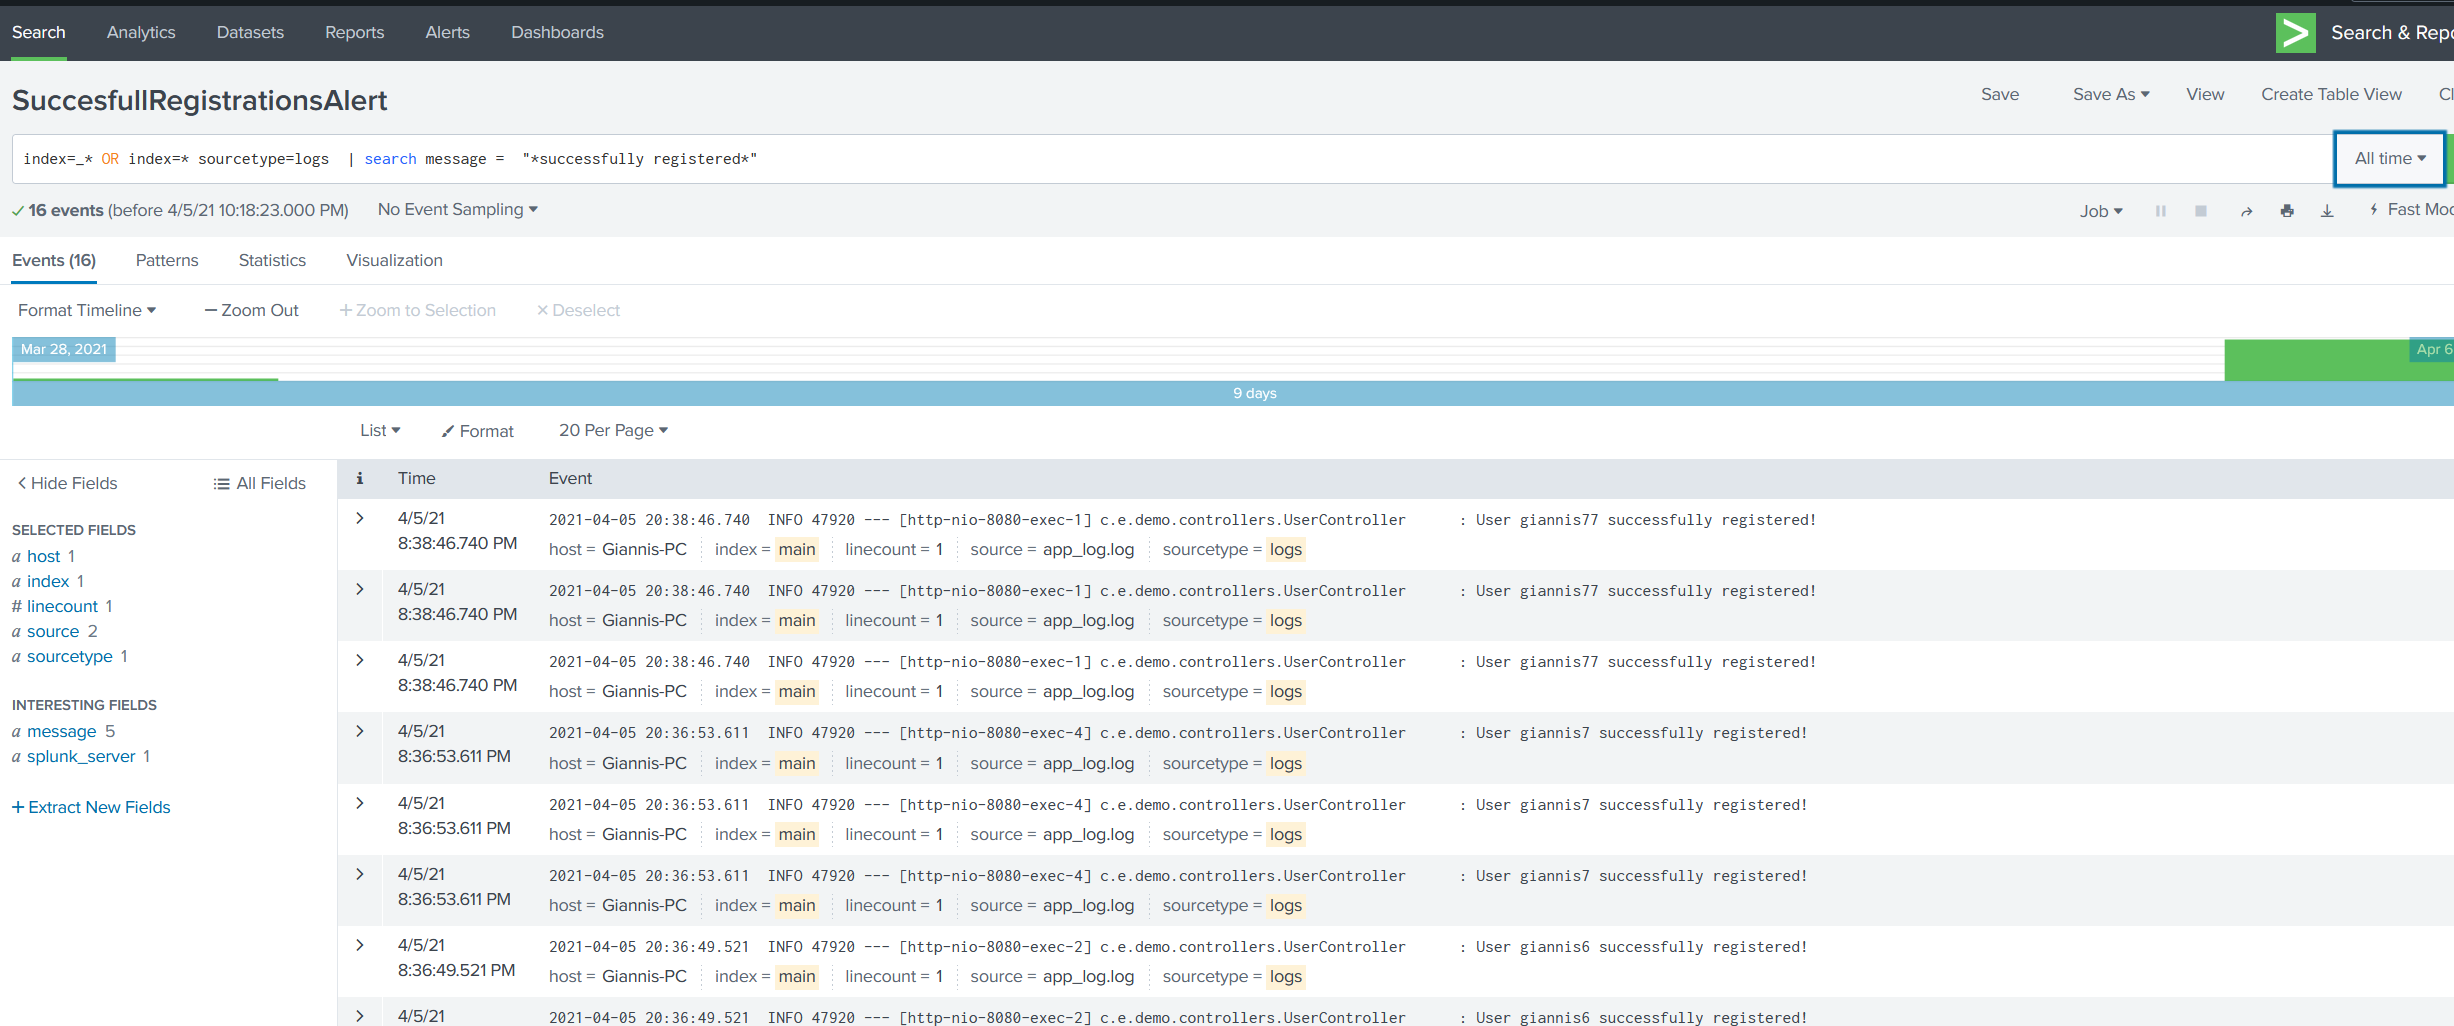 Search Analytics Datasets Reports Alerts Dashboards Search &
SuccesfullRegistrationsAlert Save Save As View Create Table View
index=_* OR index=* sourcetype=logs | search message = "*successfully registered*" All time
16 events (before 4/5/21 10:18:23.000 PM) No Event Sampling Job Fast
Events (16) Patterns Statistics Visualization
Format Timeline — Zoom Out + Zoom to Selection × Deselect
Mar 28, 2021 Apr 6
9 days
List Format 20 Per Page
< Hide Fields All Fields i Time Event
SELECTED FIELDS
a host 1
a index 1
# linecount 1
a source 2
a sourcetype 1
INTERESTING FIELDS
a message 5
a splunk_server 1
+ Extract New Fields
> 4/5/21 2021-04-05 20:38:46.740 INFO 47920 --- [http-nio-8080-exec-1] c.e.demo.controllers.UserController : User giannis77 successfully registered!
8:38:46.740 PM host = Giannis-PC index = main linecount = 1 source = app_log.log sourcetype = logs
> 4/5/21 2021-04-05 20:38:46.740 INFO 47920 --- [http-nio-8080-exec-1] c.e.demo.controllers.UserController : User giannis77 successfully registered!
8:38:46.740 PM host = Giannis-PC index = main linecount = 1 source = app_log.log sourcetype = logs
> 4/5/21 2021-04-05 20:38:46.740 INFO 47920 --- [http-nio-8080-exec-1] c.e.demo.controllers.UserController : User giannis77 successfully registered!
8:38:46.740 PM host = Giannis-PC index = main linecount = 1 source = app_log.log sourcetype = logs
> 4/5/21 2021-04-05 20:36:53.611 INFO 47920 --- [http-nio-8080-exec-4] c.e.demo.controllers.UserController : User giannis7 successfully registered!
8:36:53.611 PM host = Giannis-PC index = main linecount = 1 source = app_log.log sourcetype = logs
> 4/5/21 2021-04-05 20:36:53.611 INFO 47920 --- [http-nio-8080-exec-4] c.e.demo.controllers.UserController : User giannis7 successfully registered!
8:36:53.611 PM host = Giannis-PC index = main linecount = 1 source = app_log.log sourcetype = logs
> 4/5/21 2021-04-05 20:36:53.611 INFO 47920 --- [http-nio-8080-exec-4] c.e.demo.controllers.UserController : User giannis7 successfully registered!
8:36:53.611 PM host = Giannis-PC index = main linecount = 1 source = app_log.log sourcetype = logs
> 4/5/21 2021-04-05 20:36:49.521 INFO 47920 --- [http-nio-8080-exec-2] c.e.demo.controllers.UserController : User giannis6 successfully registered!
8:36:49.521 PM host = Giannis-PC index = main linecount = 1 source = app_log.log sourcetype = logs
> 4/5/21 2021-04-05 20:36:49.521 INFO 47920 --- [http-nio-8080-exec-2] c.e.demo.controllers.UserController : User giannis6 successfully registered!